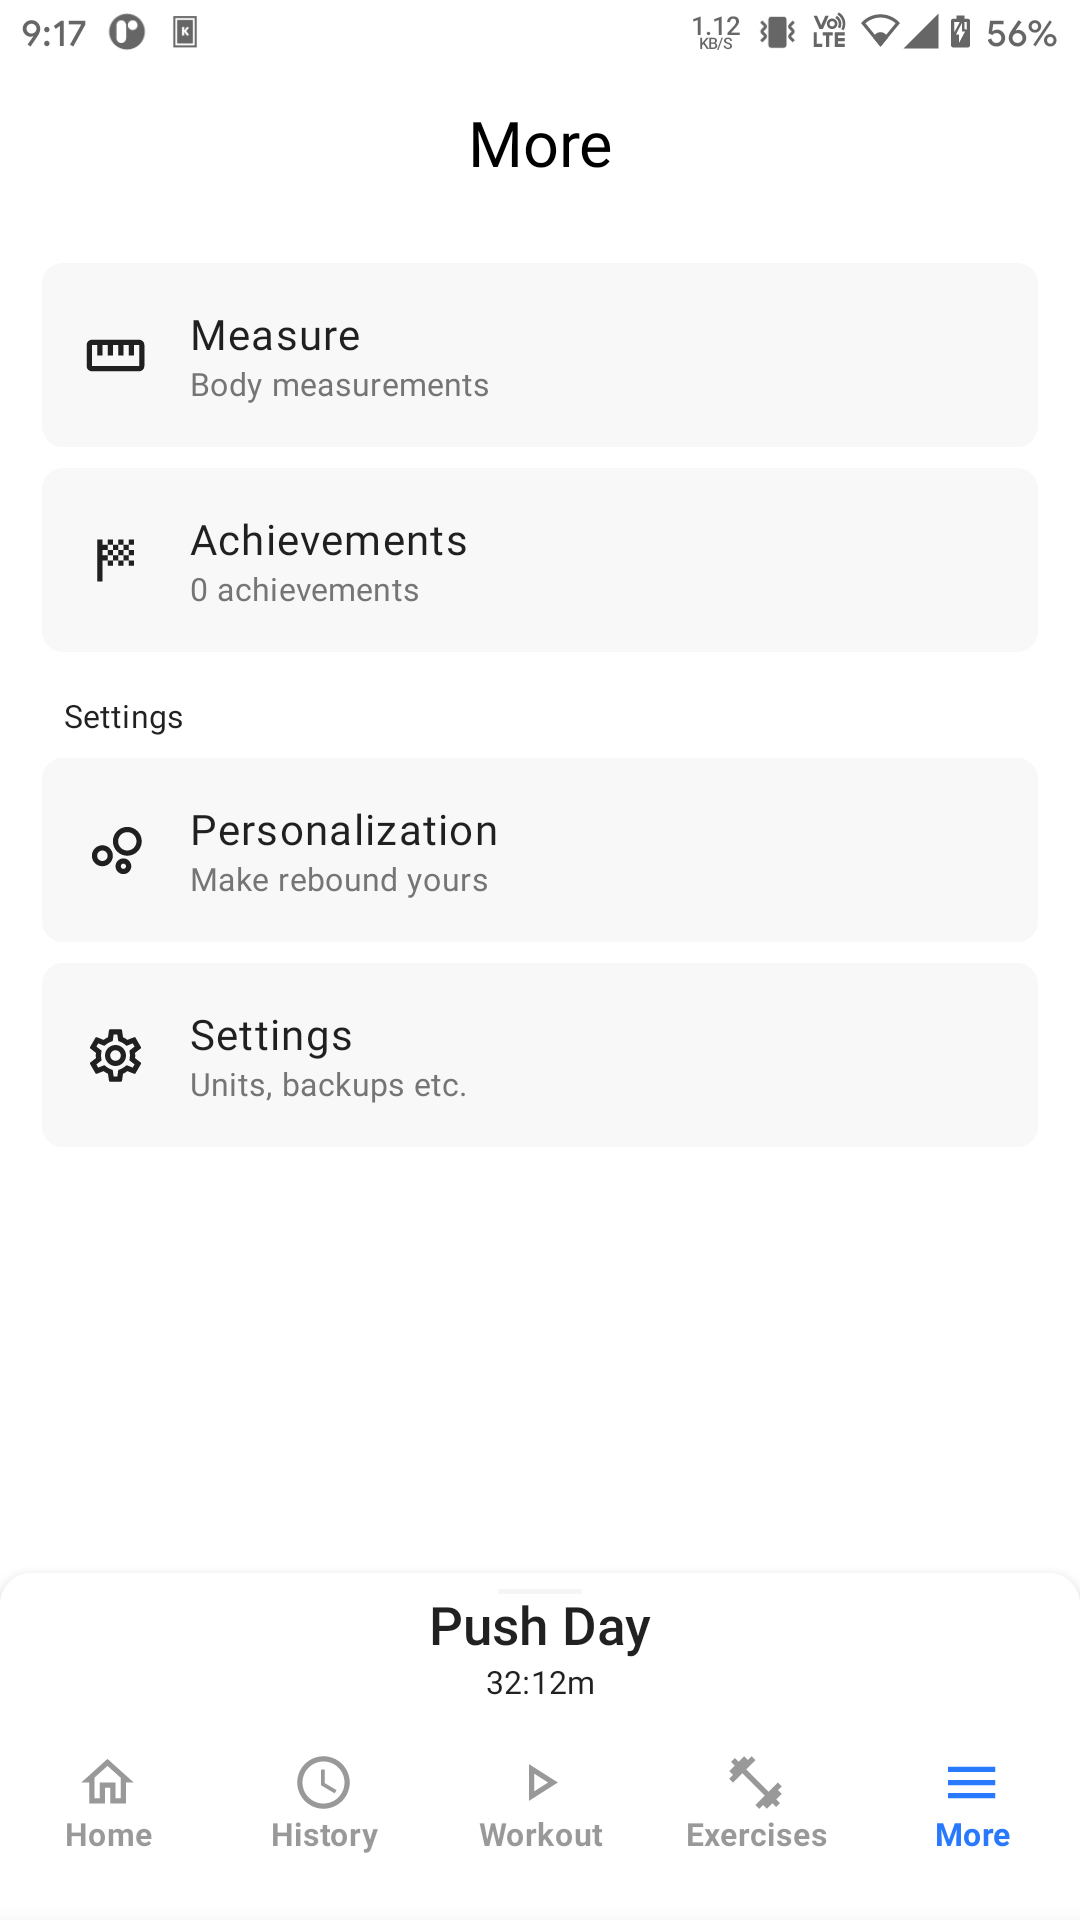 9:17
K
1.12
KB/S
Vo))
LTE
56%
More
Measure
Body measurements
Achievements
0 achievements
Settings
Personalization
Make rebound yours
Settings
Units, backups etc.
Push Day
32:12m
Home
History
Workout
Exercises
More